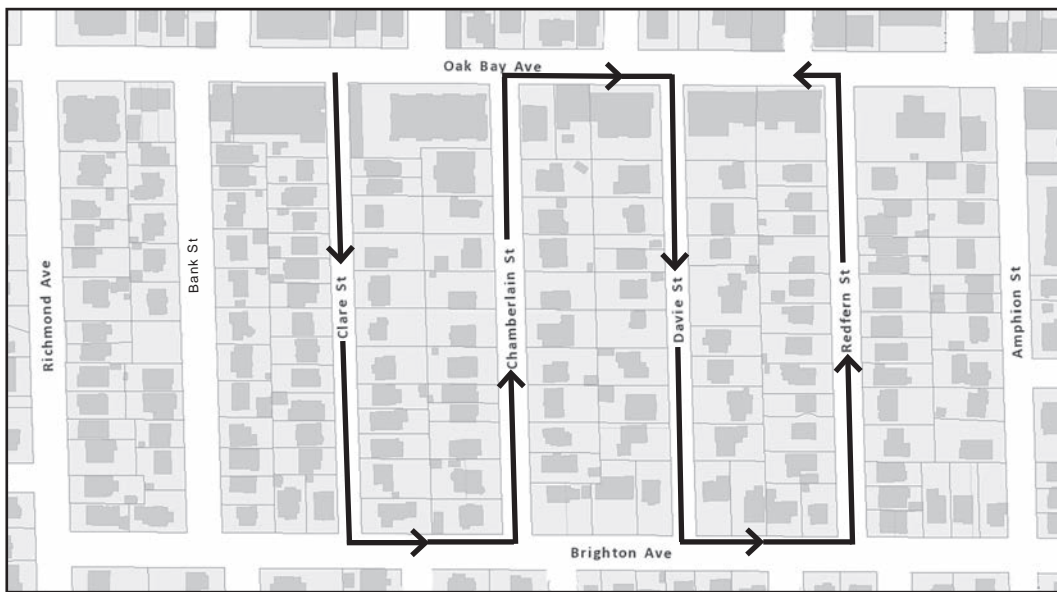 Oak Bay Ave
Richmond Ave
Bank St
Clare St
Chamberlain St
Davie St
Redfern St
Amphion St
Brighton Ave